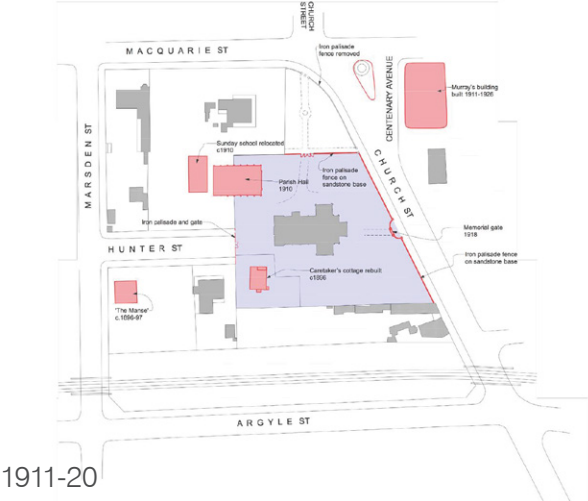 CHURCH
STREET
MACQUARIE ST
Iron palisade
fence removed
CENTENARY AVENUE
Murray's building
built 1911-1926
MARSDEN ST
Sunday school relocated
c1910
CHURCH ST
Iron palisade
fence on
sandstone base
Parish Hall
1910
Iron palisade and gate
Memorial gate
1918
HUNTER ST
Iron palisade fence
on sandstone base
Caretaker's cottage rebuilt
c1896
'The Manse'
c.1896-97
ARGYLE ST
1911-20